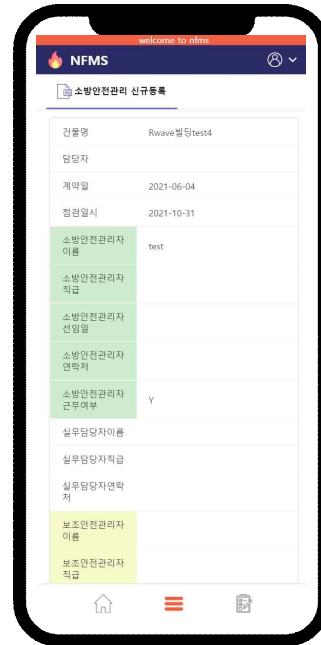 welcome to nfms
NFMS
소방안전관리 신규등록
건물명 Rwave빌딩test4
담당자
계약일 2021-06-04
점검일시 2021-10-31
소방안전관리자
이름 test
소방안전관리자
직급
소방안전관리자
선임일
소방안전관리자
연락처
소방안전관리자
근무여부 Y
실무담당자이름
실무담당자직급
실무담당자연락
처
보조안전관리자
이름
보조안전관리자
직급